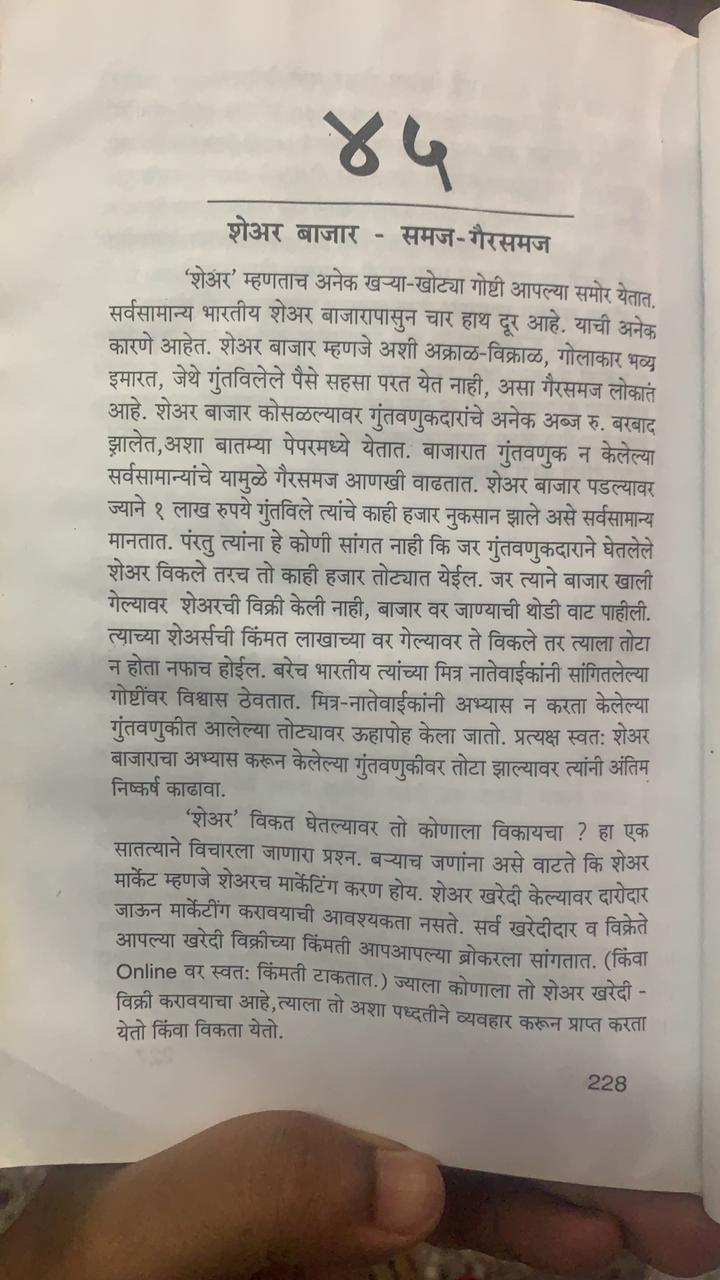 ४५
शेअर बाजार - समज-गैरसमज
'शेअर' म्हणताच अनेक खऱ्या-खोट्या गोष्टी आपल्या समोर येतात.
सर्वसामान्य भारतीय शेअर बाजारापासुन चार हाथ दूर आहे. याची अनेक
कारणे आहेत. शेअर बाजार म्हणजे अशी अक्राळ-विक्राळ, गोलाकार भव्य
इमारत, जेथे गुंतविलेले पैसे सहसा परत येत नाही, असा गैरसमज लोकातं
आहे. शेअर बाजार कोसळल्यावर गुंतवणुकदारांचे अनेक अब्ज रु. बरबाद
झालेत,अशा बातम्या पेपरमध्ये येतात. बाजारात गुंतवणुक न केलेल्या
सर्वसामान्यांचे यामुळे गैरसमज आणखी वाढतात. शेअर बाजार पडल्यावर
ज्याने १ लाख रुपये गुंतविले त्यांचे काही हजार नुकसान झाले असे सर्वसामान्य
मानतात. पंरतु त्यांना हे कोणी सांगत नाही कि जर गुंतवणुकदाराने घेतलेले
शेअर विकले तरच तो काही हजार तोट्यात येईल. जर त्याने बाजार खाली
गेल्यावर शेअरची विक्री केली नाही, बाजार वर जाण्याची थोडी वाट पाहीली.
त्याच्या शेअर्सची किंमत लाखाच्या वर गेल्यावर ते विकले तर त्याला तोटा
न होता नफाच होईल. बरेच भारतीय त्यांच्या मित्र नातेवाईकांनी सांगितलेल्या
गोष्टींवर विश्वास ठेवतात. मित्र-नातेवाईकांनी अभ्यास न करता केलेल्या
गुंतवणुकीत आलेल्या तोट्यावर ऊहापोह केला जातो. प्रत्यक्ष स्वत: शेअर
बाजाराचा अभ्यास करून केलेल्या गुंतवणुकीवर तोटा झाल्यावर त्यांनी अंतिम
निष्कर्ष काढावा.
'शेअर' विकत घेतल्यावर तो कोणाला विकायचा ? हा एक
सातत्याने विचारला जाणारा प्रश्न. बऱ्याच जणांना असे वाटते कि शेअर
मार्केट म्हणजे शेअरच मार्केटिंग करण होय. शेअर खरेदी केल्यावर दारोदार
जाऊन मार्केटींग करावयाची आवश्यकता नसते. सर्व खरेदीदार व विक्रेते
आपल्या खरेदी विक्रीच्या किंमती आपआपल्या ब्रोकरला सांगतात. (किंवा
Online वर स्वत: किंमती टाकतात.) ज्याला कोणाला तो शेअर खरेदी -
विक्री करावयाचा आहे,त्याला तो अशा पध्दतीने व्यवहार करून प्राप्त करता
येतो किंवा विकता येतो.
228